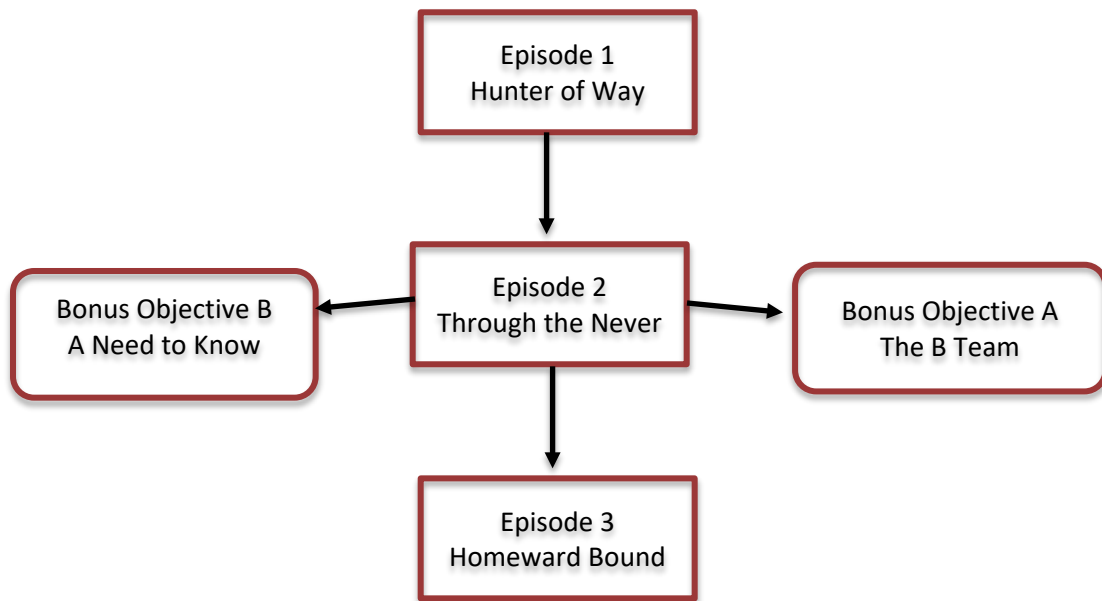 Episode 1
Hunter of Way
Episode 2
Through the Never
Bonus Objective B
A Need to Know
Bonus Objective A
The B Team
Episode 3
Homeward Bound